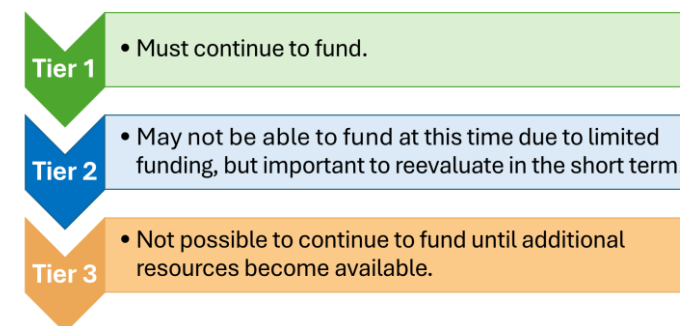 Tier 1
• Must continue to fund.
Tier 2
• May not be able to fund at this time due to limited
funding, but important to reevaluate in the short term
Tier 3
• Not possible to continue to fund until additional
resources become available.